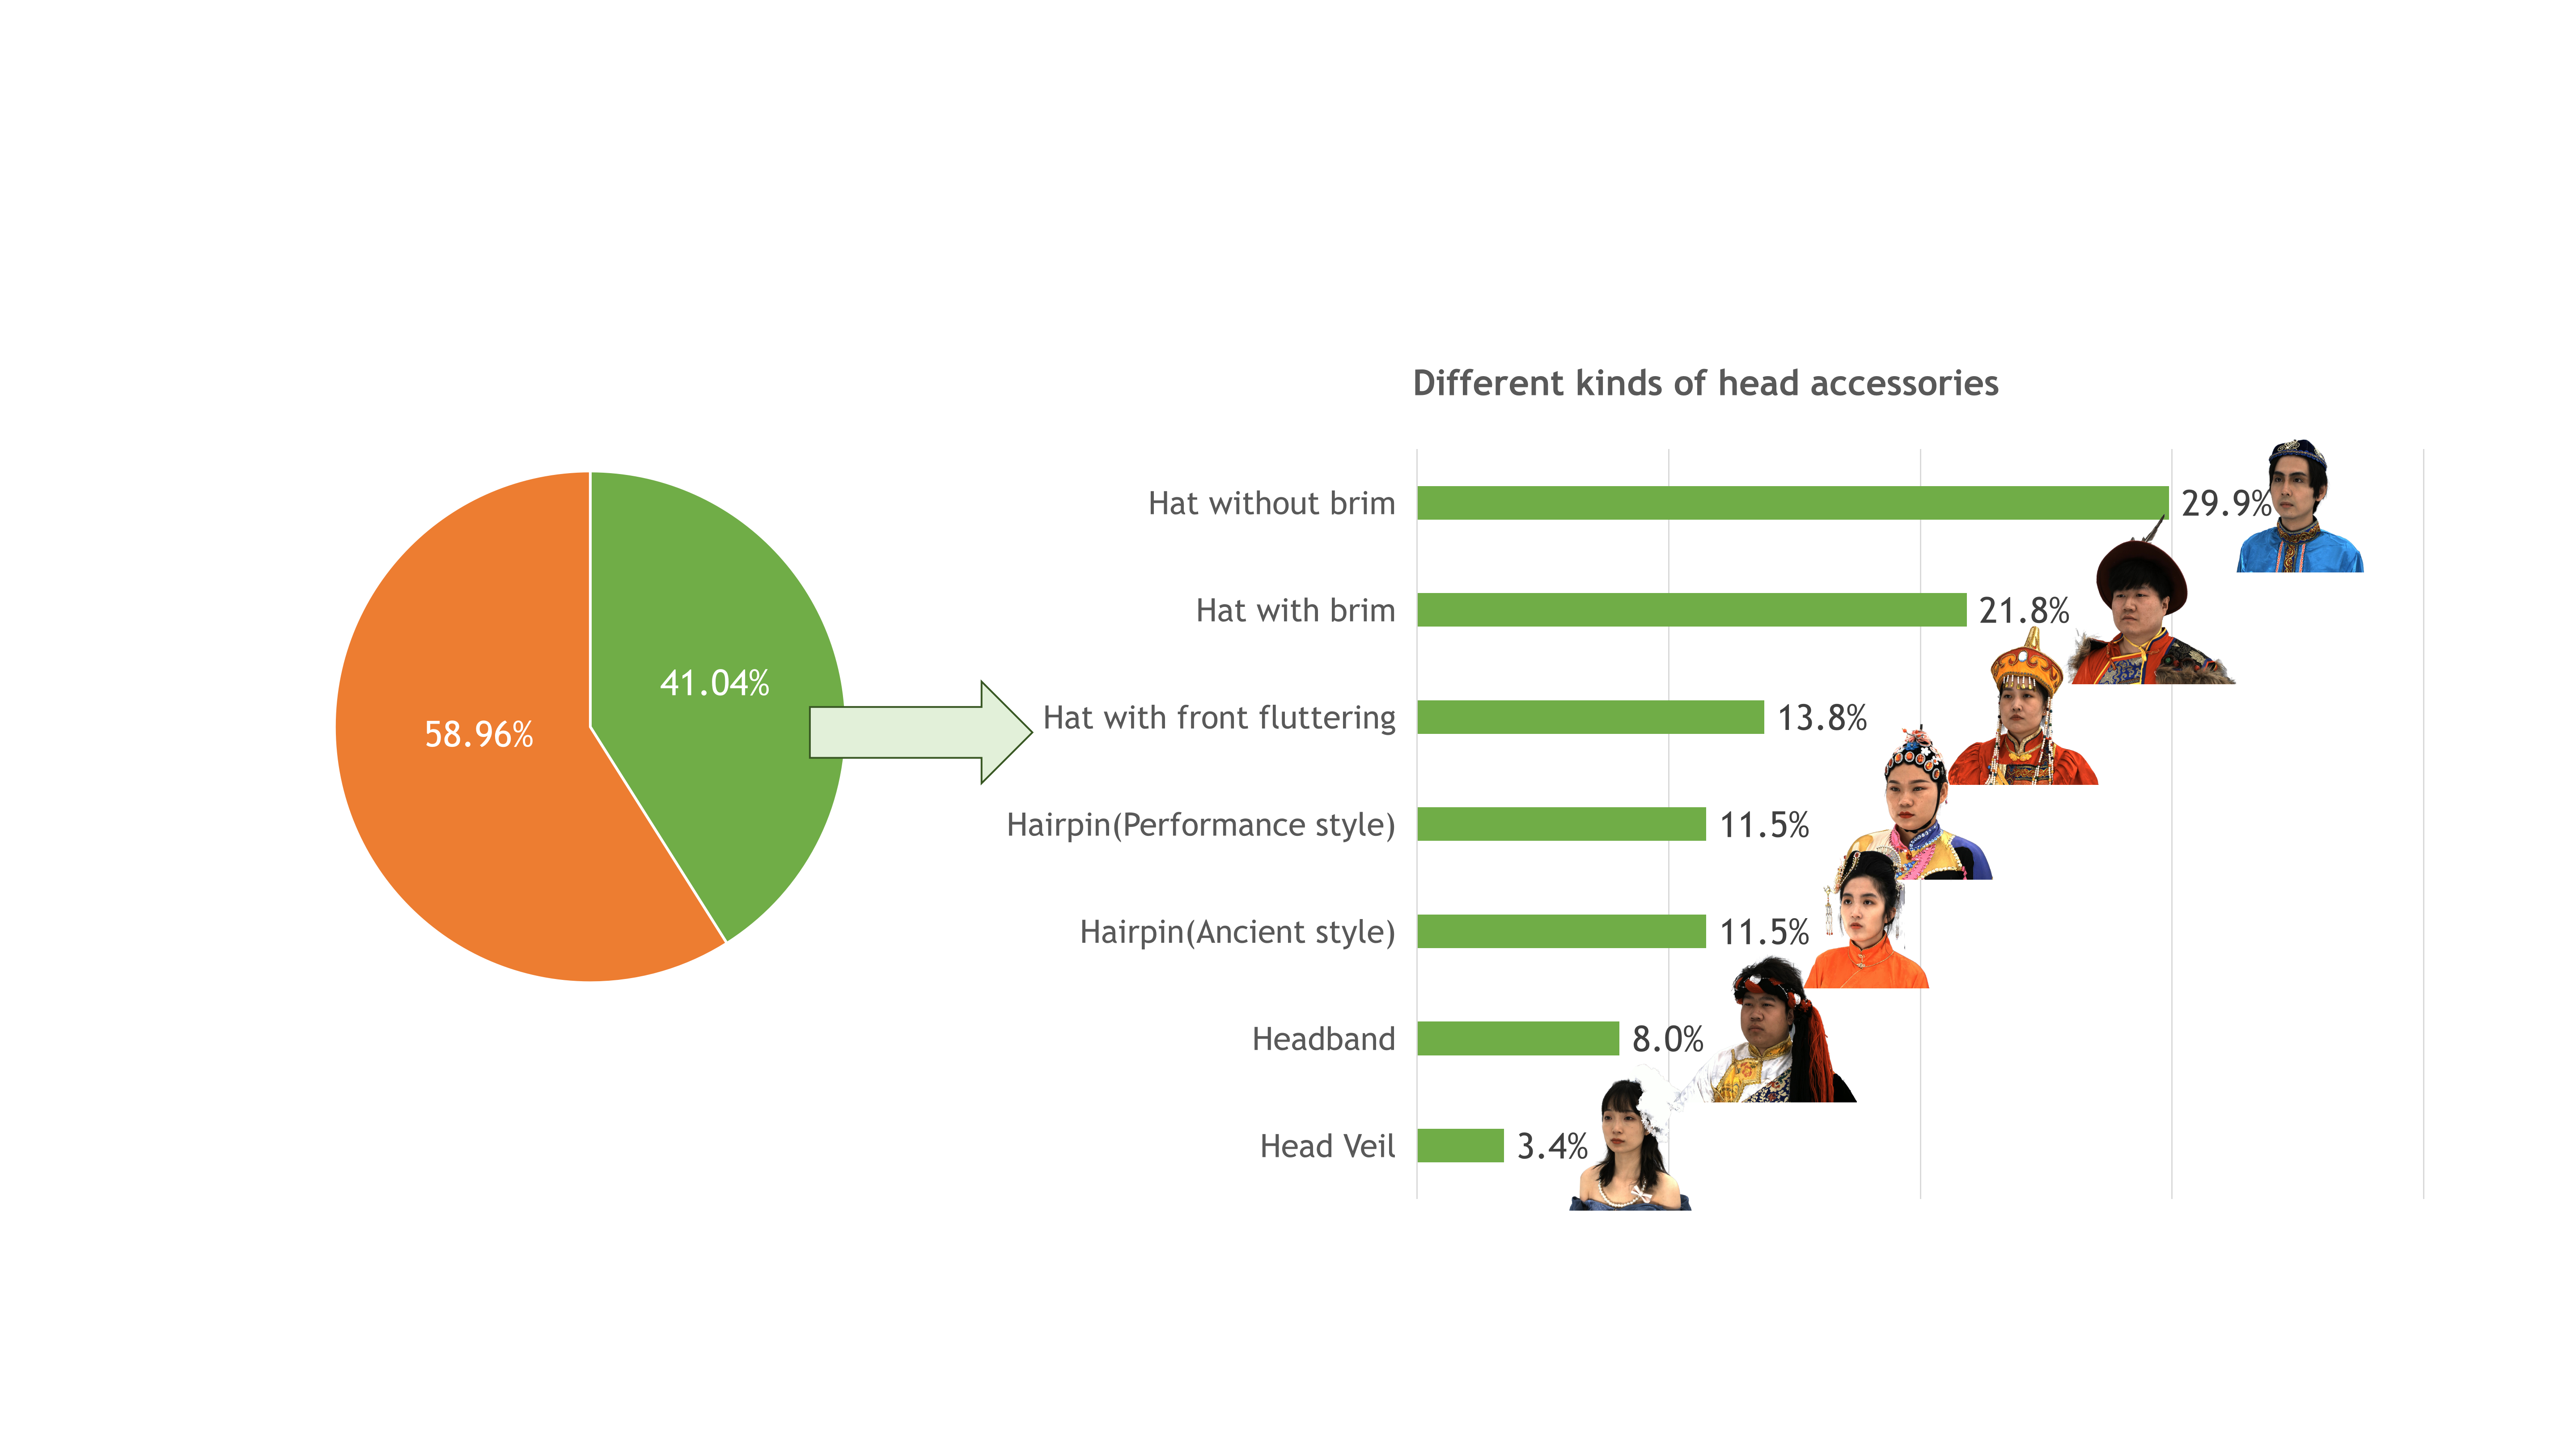 Different kinds of head accessories
58.96%
41.04%
Hat without brim
29.9%
Hat with brim
21.8%
Hat with front fluttering
13.8%
Hairpin(Performance style)
11.5%
Hairpin(Ancient style)
11.5%
Headband
8.0%
Head Veil
3.4%